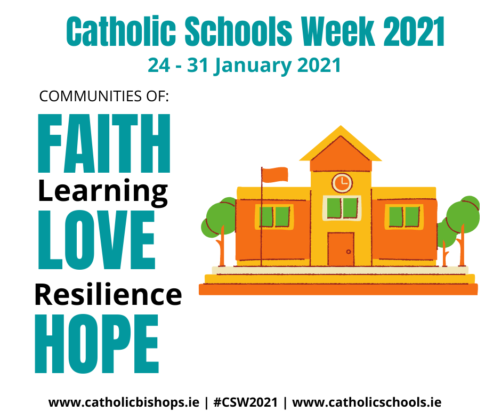 Catholic Schools Week 2021
24 - 31 January 2021
COMMUNITIES OF:
FAITH
Learning
LOVE
Resilience
HOPE
www.catholicbishops.ie | #CSW2021 | www.catholicschools.ie